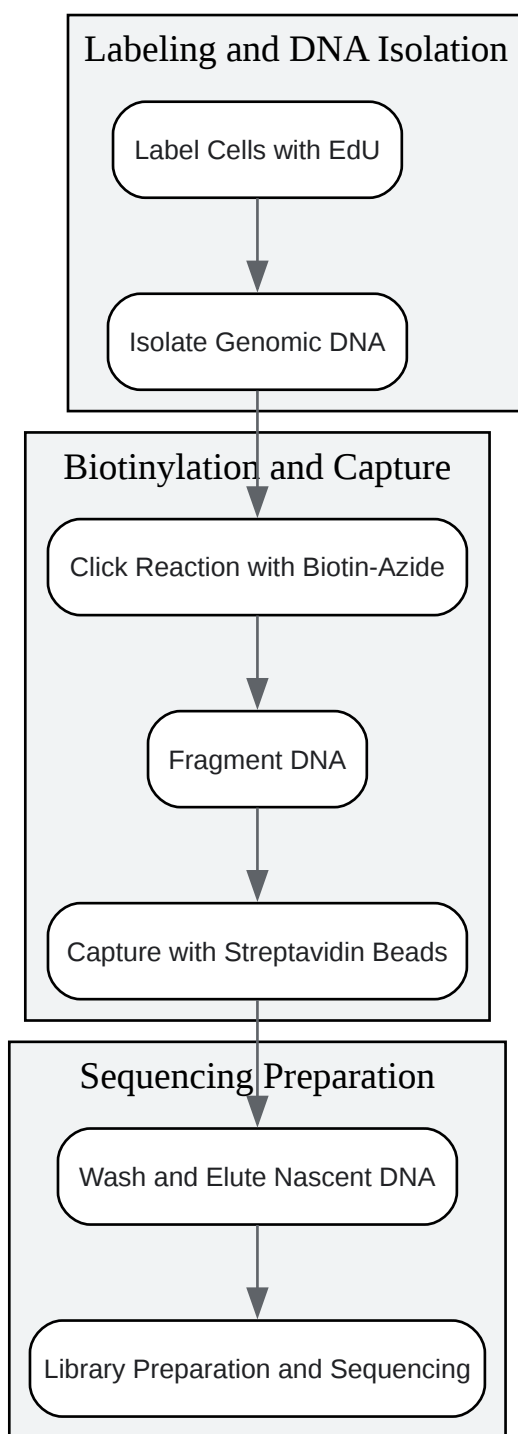 Labeling and DNA Isolation
Label Cells with EdU
Isolate Genomic DNA
Biotinylation and Capture
Click Reaction with Biotin-Azide
Fragment DNA
Capture with Streptavidin Beads
Sequencing Preparation
Wash and Elute Nascent DNA
Library Preparation and Sequencing